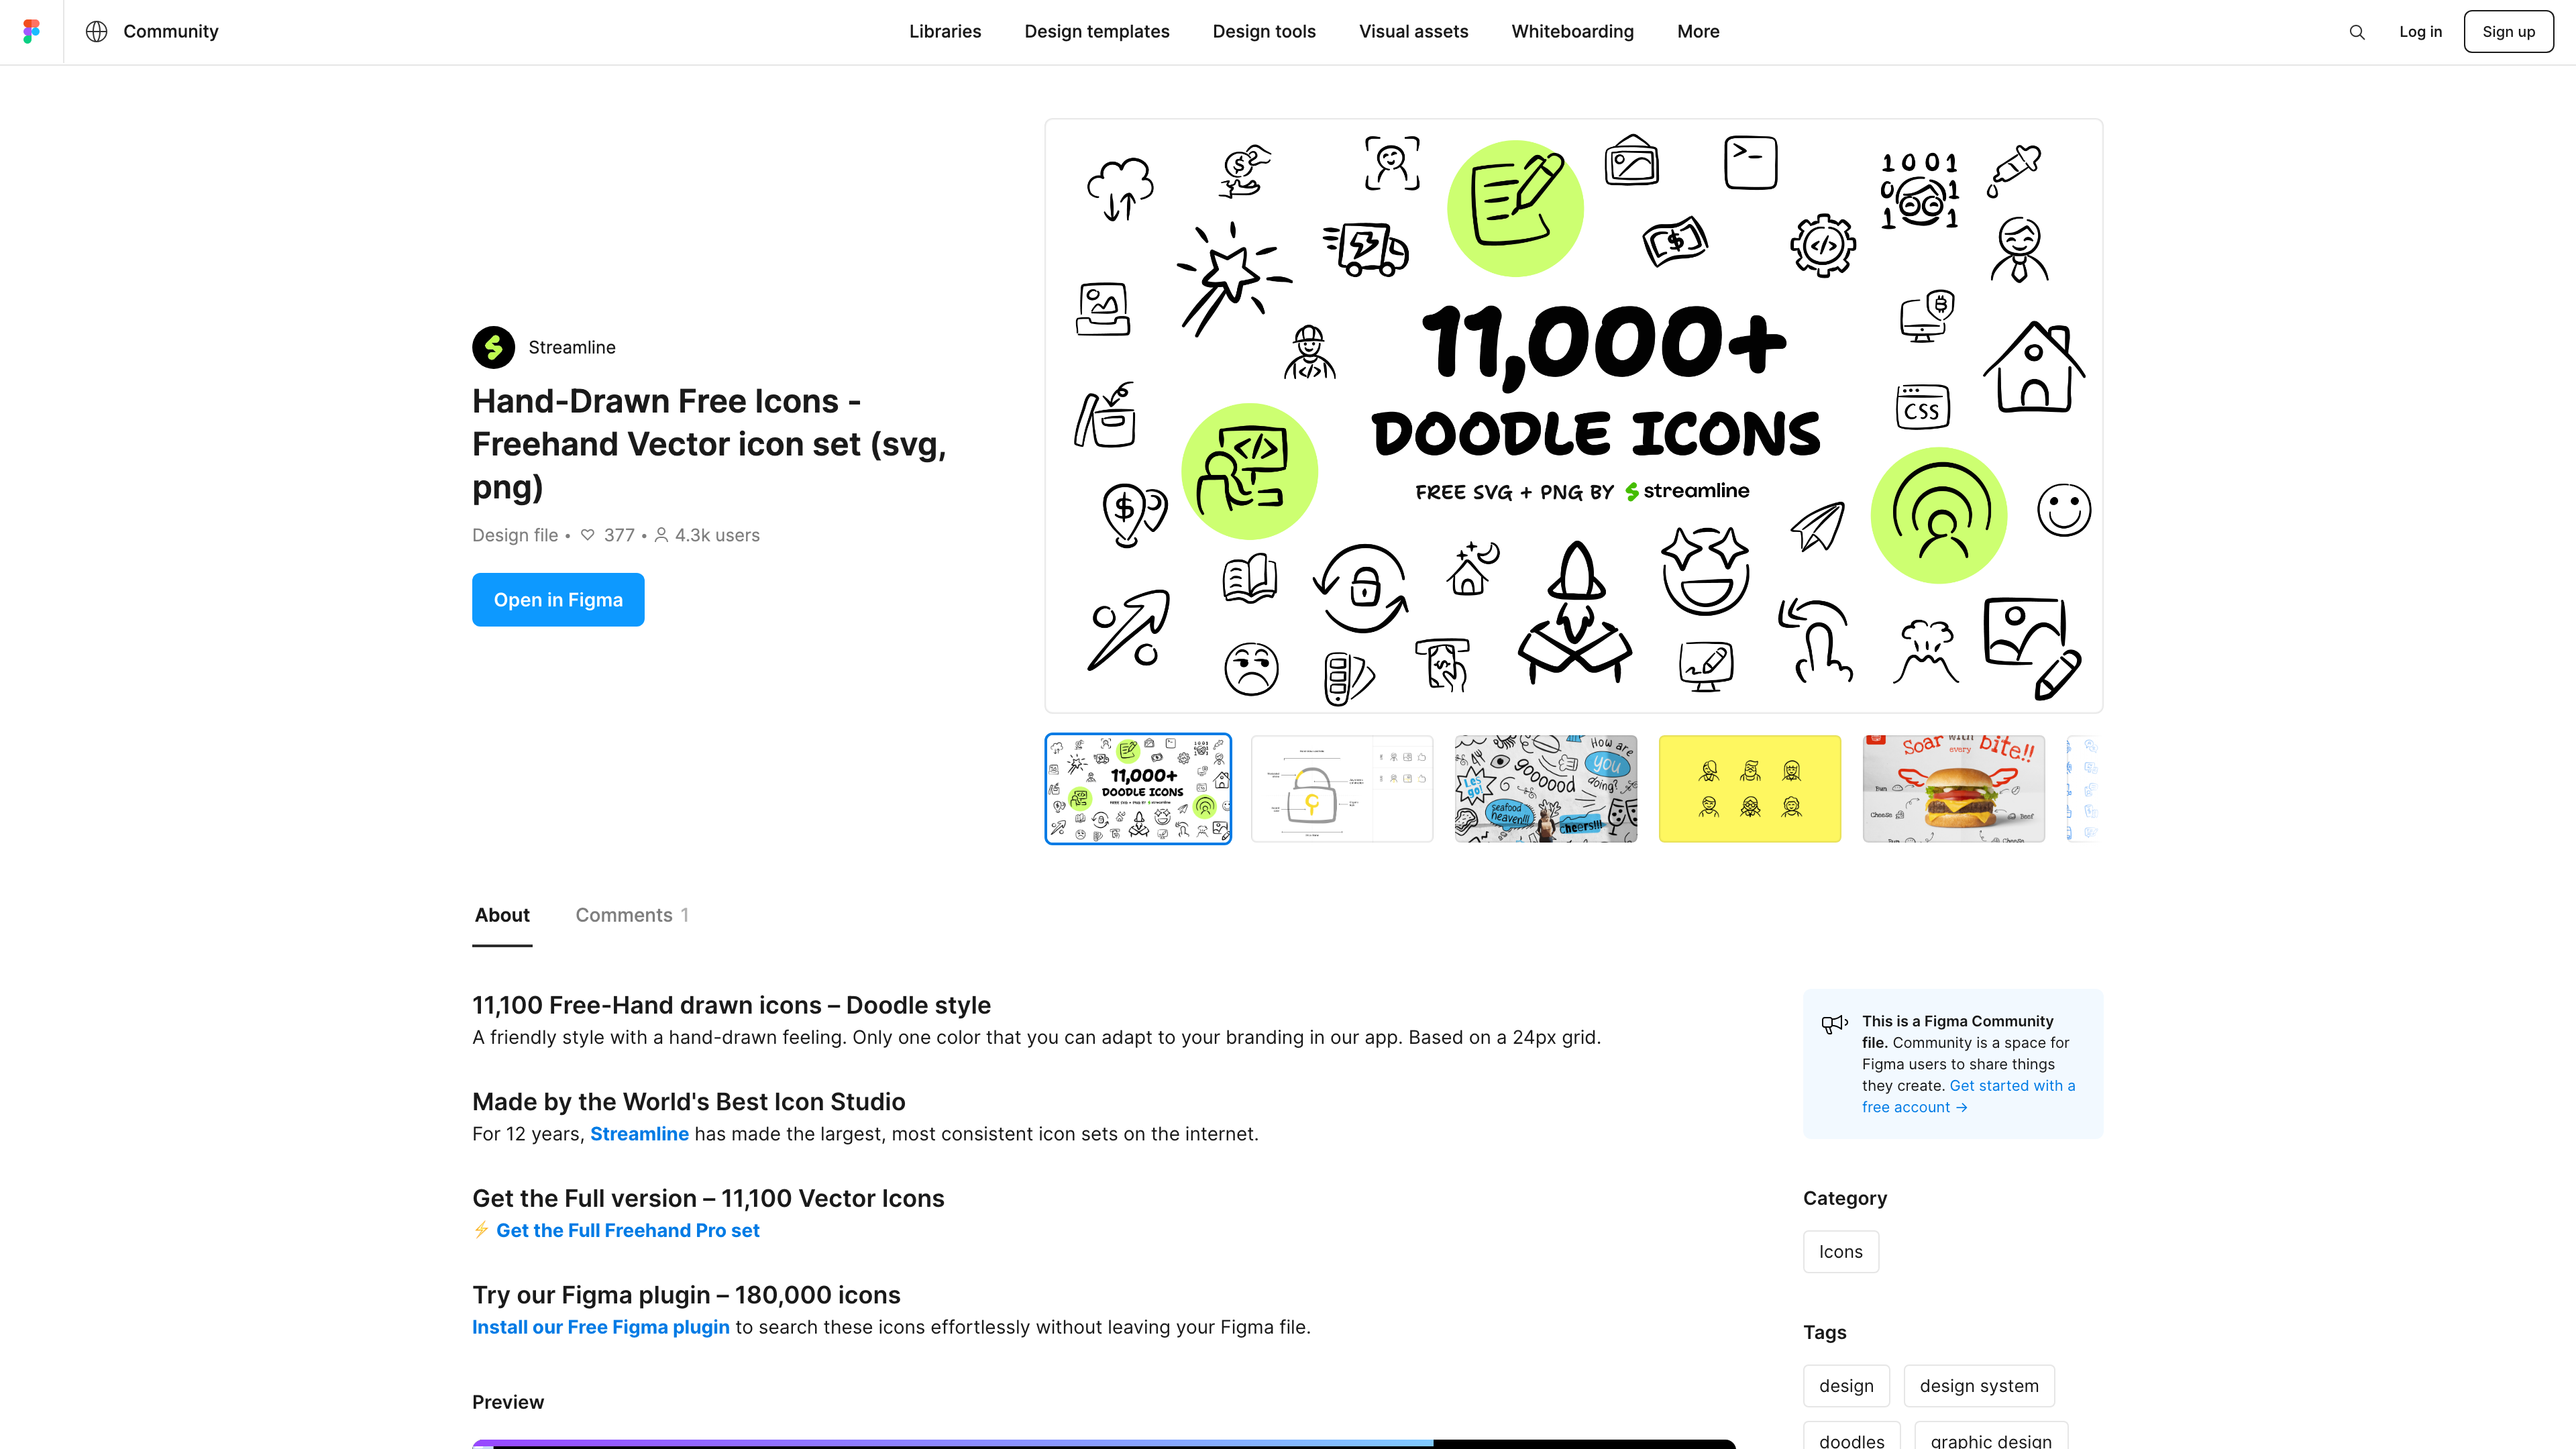 Community
Libraries
Design templates
Design tools
Visual assets
Whiteboarding
More
Log in
Sign up
Streamline
Hand-Drawn Free Icons -
Freehand Vector icon set (svg,
png)
Design file • 377 • 4.3k users
Open in Figma
1001
0 1
1 1
$
$
</>
</>
>-
CSS
</>
$
11,000+
DOODLE ICONS
FREE SVG + PNG BY streamline
11,000+
DOODLE ICONS
How are
you
doing?
goooood
Les
go!
seafood
heaven!!!
cheers!!!
Soar with
every
bite!!
Bun
Cheese
Beef
About
Comments 1
11,100 Free-Hand drawn icons – Doodle style
A friendly style with a hand-drawn feeling. Only one color that you can adapt to your branding in our app. Based on a 24px grid.
Made by the World's Best Icon Studio
For 12 years, Streamline has made the largest, most consistent icon sets on the internet.
Get the Full version – 11,100 Vector Icons
⚡ Get the Full Freehand Pro set
Try our Figma plugin – 180,000 icons
Install our Free Figma plugin to search these icons effortlessly without leaving your Figma file.
Preview
This is a Figma Community
file. Community is a space for
Figma users to share things
they create. Get started with a
free account →
Category
Icons
Tags
design
design system
doodles
graphic design